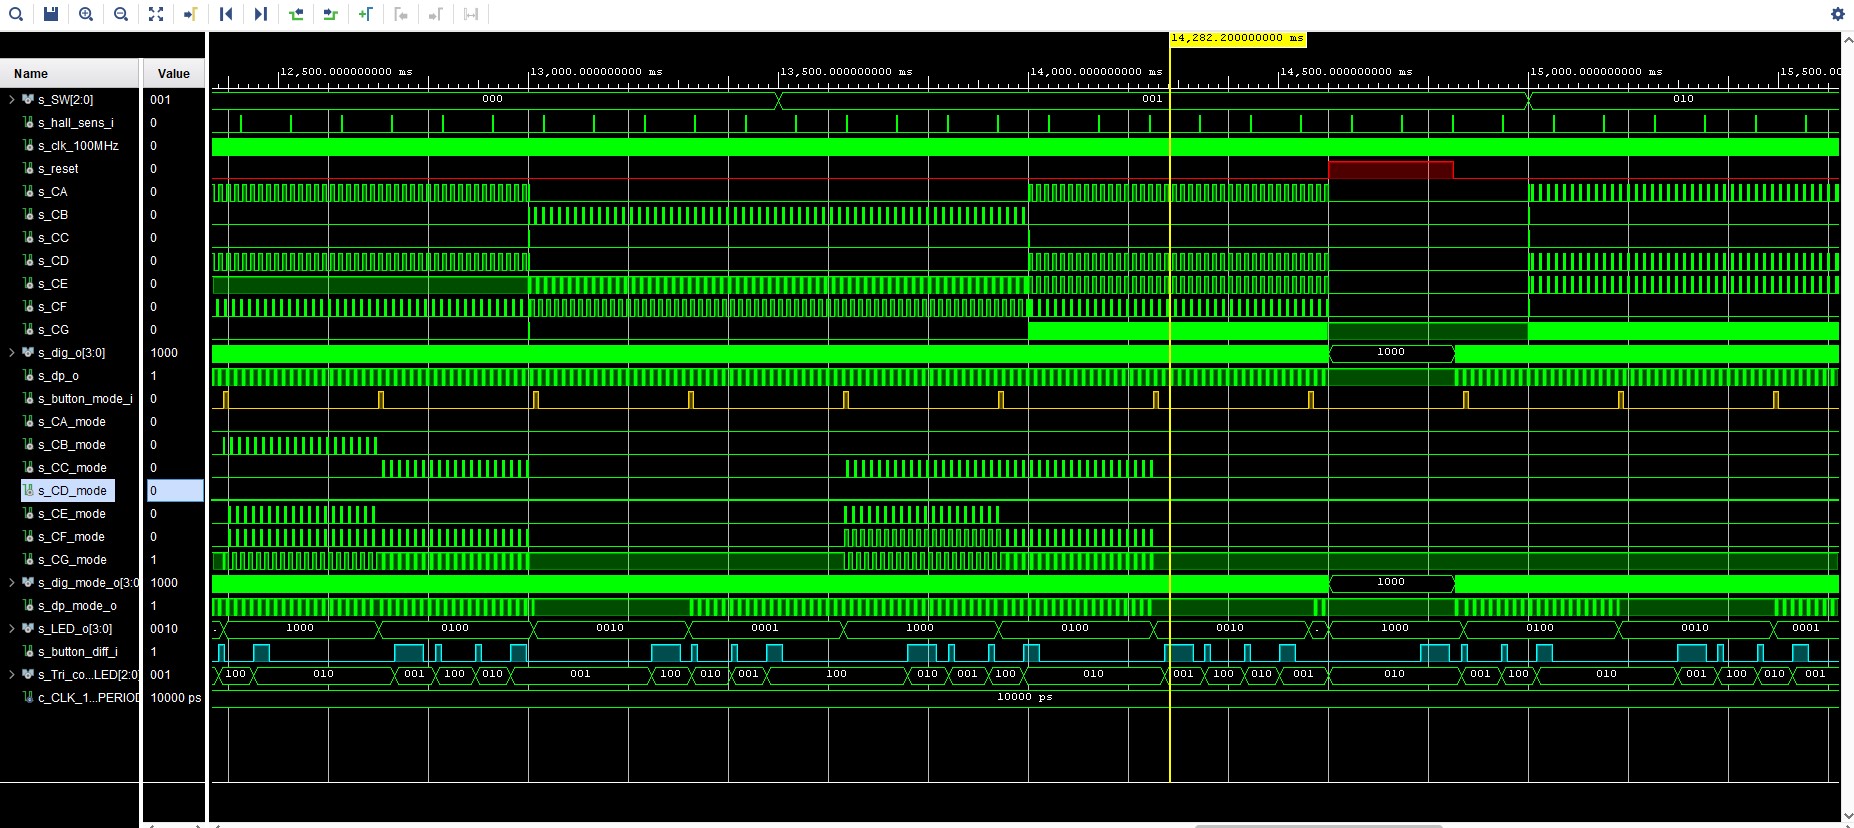 14,282.200000000 ms
Name Value
12,500.000000000 ms 13,000.000000000 ms 13,500.000000000 ms 14,000.000000000 ms 14,500.000000000 ms 15,000.000000000 ms 15,500.0
s_SW[2:0] 001 000 001 010
s_hall_sens_i 0
s_clk_100MHz 0
s_reset 0
s_CA 0
s_CB 0
s_CC 0
s_CD 0
s_CE 0
s_CF 0
s_CG 0
s_dig_o[3:0] 1000 1000
s_dp_o 1
s_button_mode_i 0
s_CA_mode 0
s_CB_mode 0
s_CC_mode 0
s_CD_mode 0
s_CE_mode 0
s_CF_mode 0
s_CG_mode 1
s_dig_mode_o[3:0 1000 1000
s_dp_mode_o 1
s_LED_o[3:0] 0010 1000 0100 0010 0001 1000 0100 0010 1000 0100 0010 0001
s_button_diff_i 1
s_Tri_co...LED[2:0] 001 100 010 001 100 010 001 100 010 001 100 010 001 100 010 001 100 010 001 010 001 100 010 001 100 010 001
c_CLK_1...PERIOD 10000 ps 10000 ps